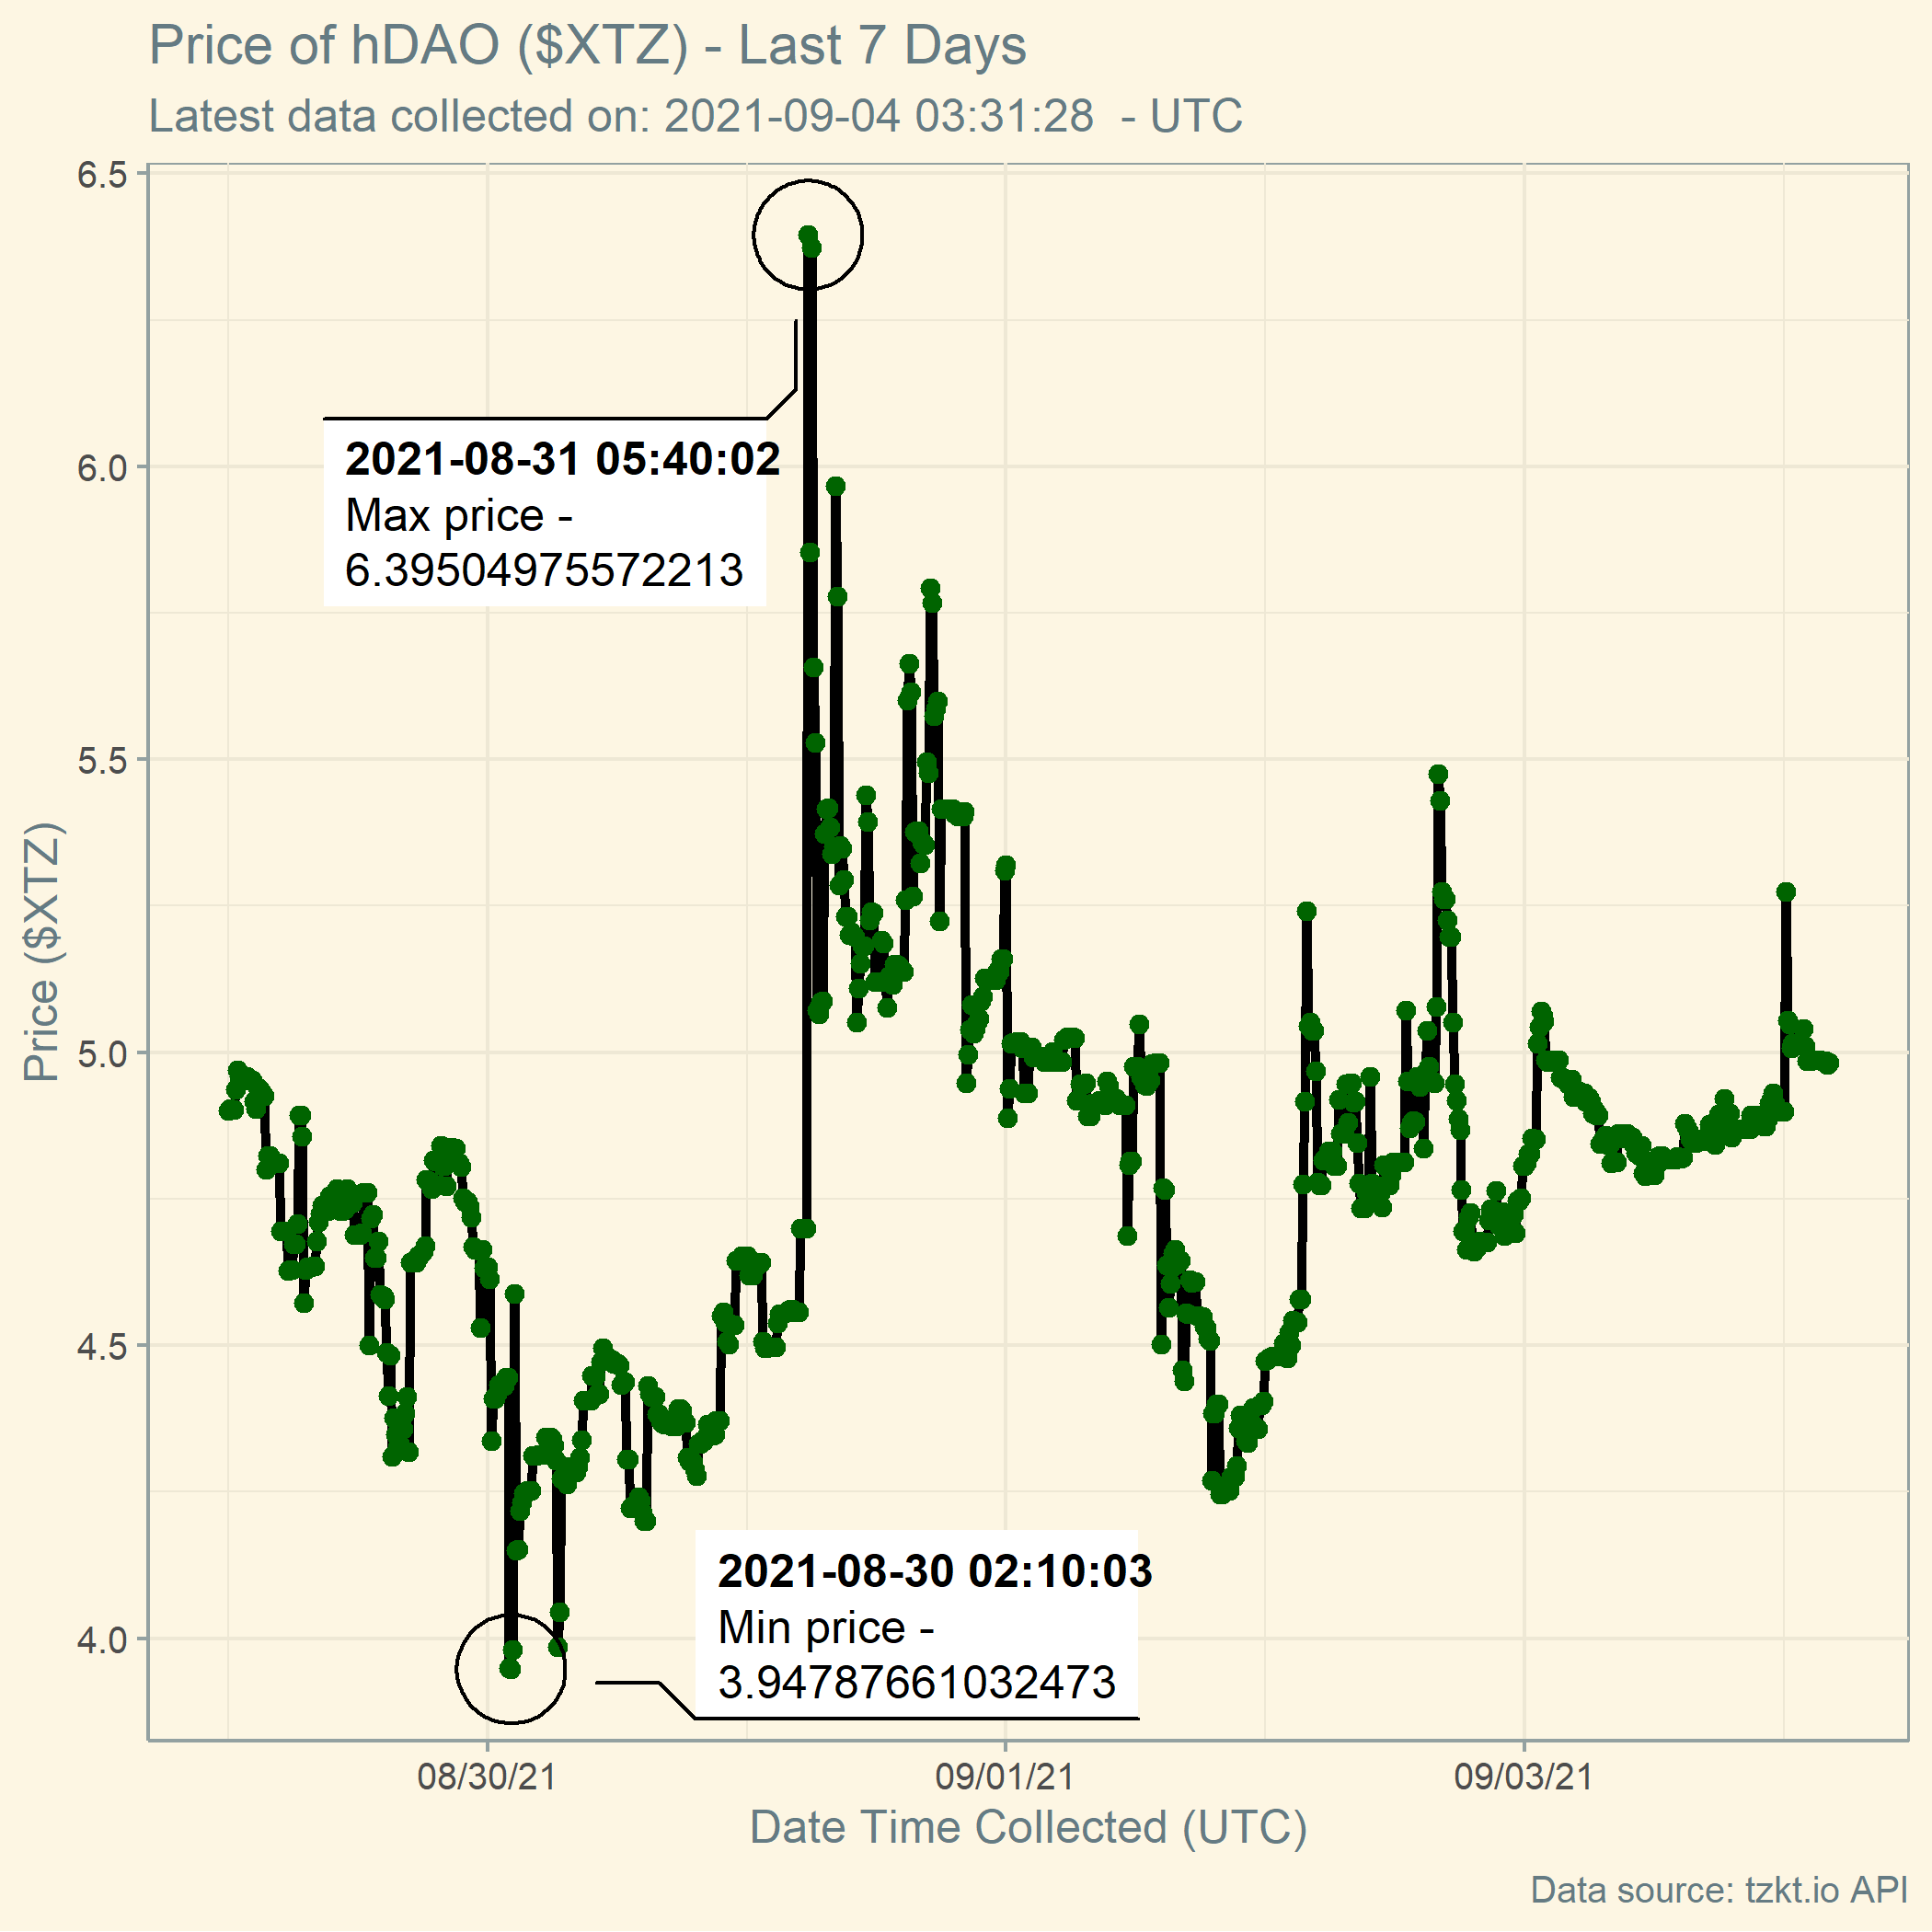 Price of hDAO ($XTZ) - Last 7 Days
Latest data collected on: 2021-09-04 03:31:28  - UTC
6.5
6.0
5.5
5.0
4.5
4.0
Price ($XTZ)
2021-08-31 05:40:02
Max price -
6.39504975572213
2021-08-30 02:10:03
Min price -
3.94787661032473
08/30/21
09/01/21
09/03/21
Date Time Collected (UTC)
Data source: tzkt.io API